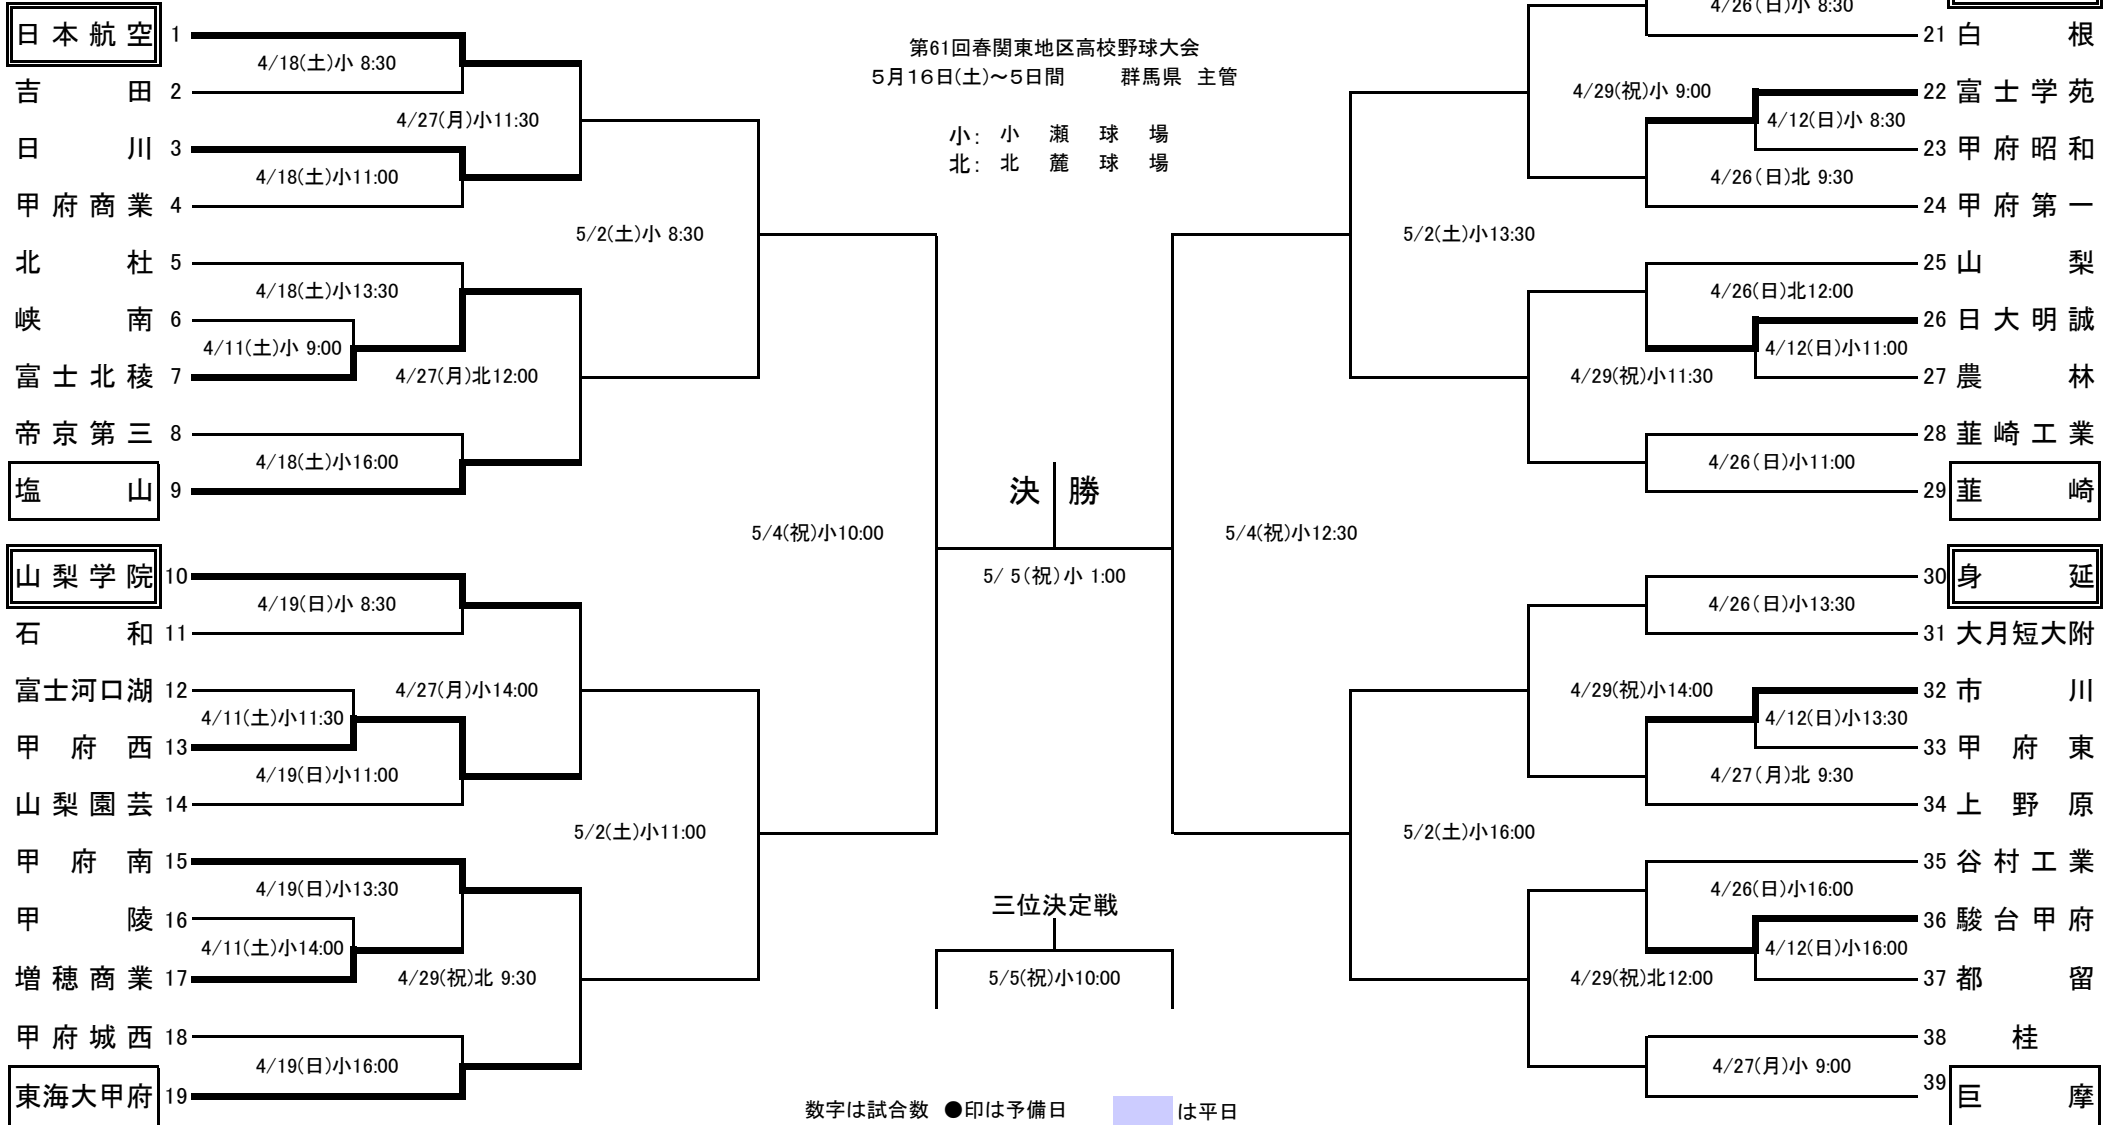 日本航空 1
4/18(土)小 8:30
吉田 2
4/27(月)小11:30
日川 3
4/18(土)小11:00
甲府商業 4
5/2(土)小 8:30
北杜 5
4/18(土)小13:30
峡南 6
4/11(土)小 9:00
富士北稜 7
4/27(月)北12:00
帝京第三 8
4/18(土)小16:00
塩山 9
5/4(祝)小10:00
山梨学院 10
4/19(日)小 8:30
石和 11
富士河口湖 12
4/27(月)小14:00
4/11(土)小11:30
甲府西 13
4/19(日)小11:00
山梨園芸 14
5/2(土)小11:00
甲府南 15
4/19(日)小13:30
甲陵 16
4/11(土)小14:00
増穂商業 17
4/29(祝)北 9:30
甲府城西 18
4/19(日)小16:00
東海大甲府 19
第61回春関東地区高校野球大会
5月16日(土)～5日間 群馬県 主管
小: 小瀬球場
北: 北麓球場
決勝
5/ 5(祝)小 1:00
三位決定戦
5/5(祝)小10:00
数字は試合数 ●印は予備日 は平日
4/26(日)小 8:30
21 白根
4/29(祝)小 9:00
22 富士学苑
4/12(日)小 8:30
23 甲府昭和
4/26(日)北 9:30
24 甲府第一
5/2(土)小13:30
25 山梨
4/26(日)北12:00
26 日大明誠
4/12(日)小11:00
27 農林
4/29(祝)小11:30
28 韮崎工業
4/26(日)小11:00
29 韮崎
5/4(祝)小12:30
30 身延
4/26(日)小13:30
31 大月短大附
4/29(祝)小14:00
32 市川
4/12(日)小13:30
33 甲府東
4/27(月)北 9:30
34 上野原
5/2(土)小16:00
35 谷村工業
4/26(日)小16:00
36 駿台甲府
4/12(日)小16:00
37 都留
4/29(祝)北12:00
38 桂
4/27(月)小 9:00
39 巨摩